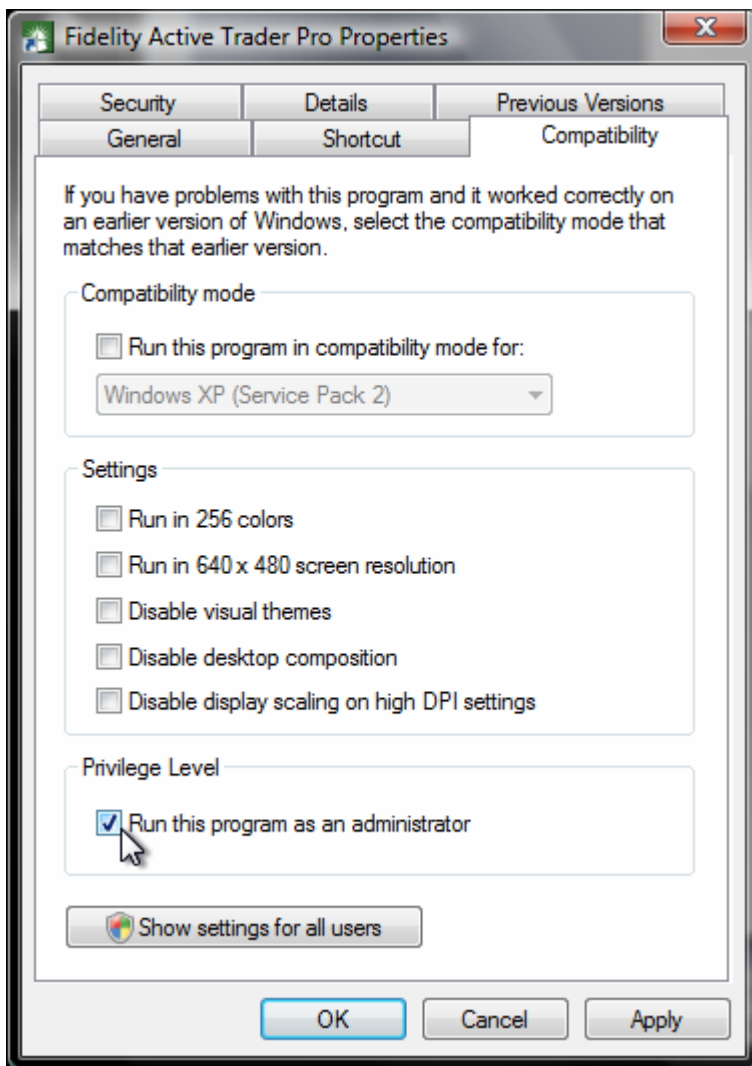 Fidelity Active Trader Pro Properties
Security Details Previous Versions
General Shortcut Compatibility
If you have problems with this program and it worked correctly on
an earlier version of Windows, select the compatibility mode that
matches that earlier version.
Compatibility mode
Run this program in compatibility mode for:
Windows XP (Service Pack 2)
Settings
Run in 256 colors
Run in 640 x 480 screen resolution
Disable visual themes
Disable desktop composition
Disable display scaling on high DPI settings
Privilege Level
Run this program as an administrator
Show settings for all users
OK Cancel Apply